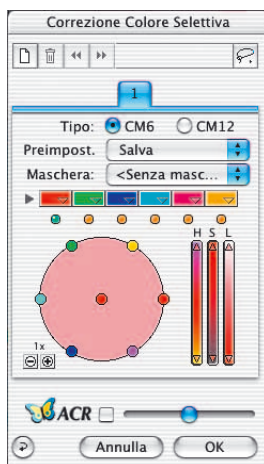 Correzione Colore Selettiva
1
Tipo: CM6 CM12
Preimpost. Salva
Maschera: <Senza masc...
H S L
1x
ACR
Annulla OK